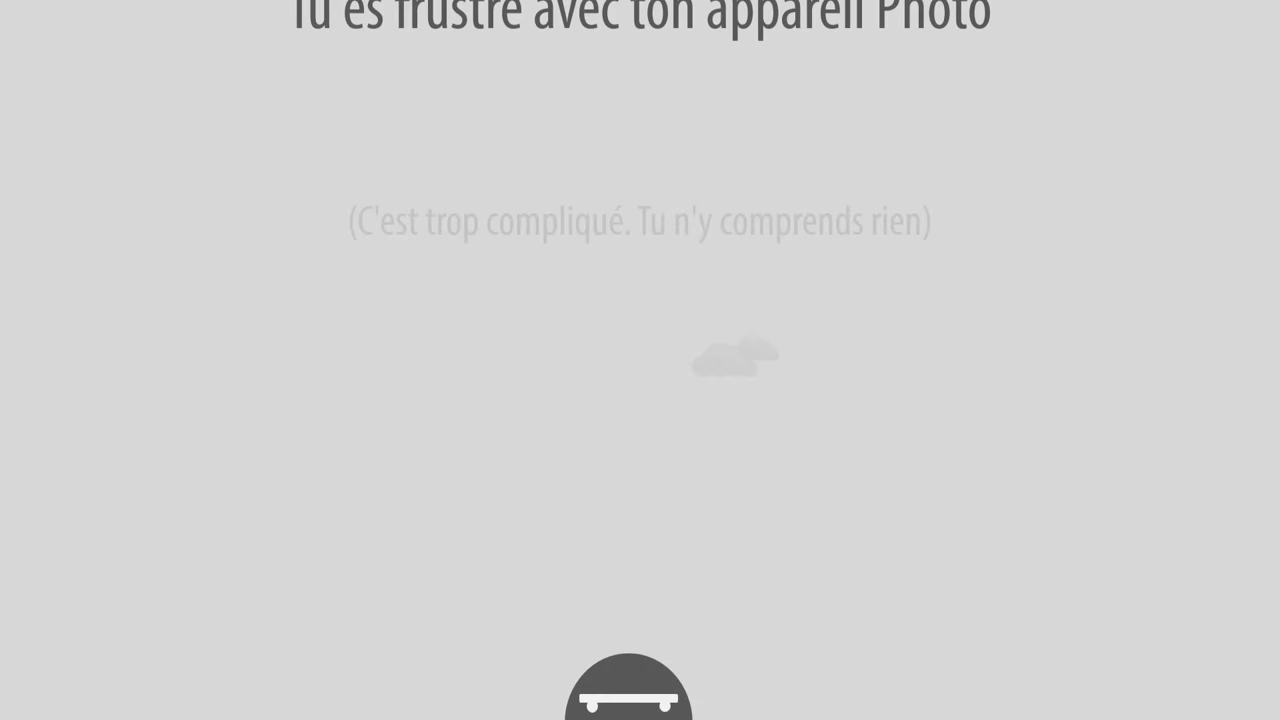 Tu es frustré avec ton appareil Photo
(C'est trop compliqué. Tu n'y comprends rien)